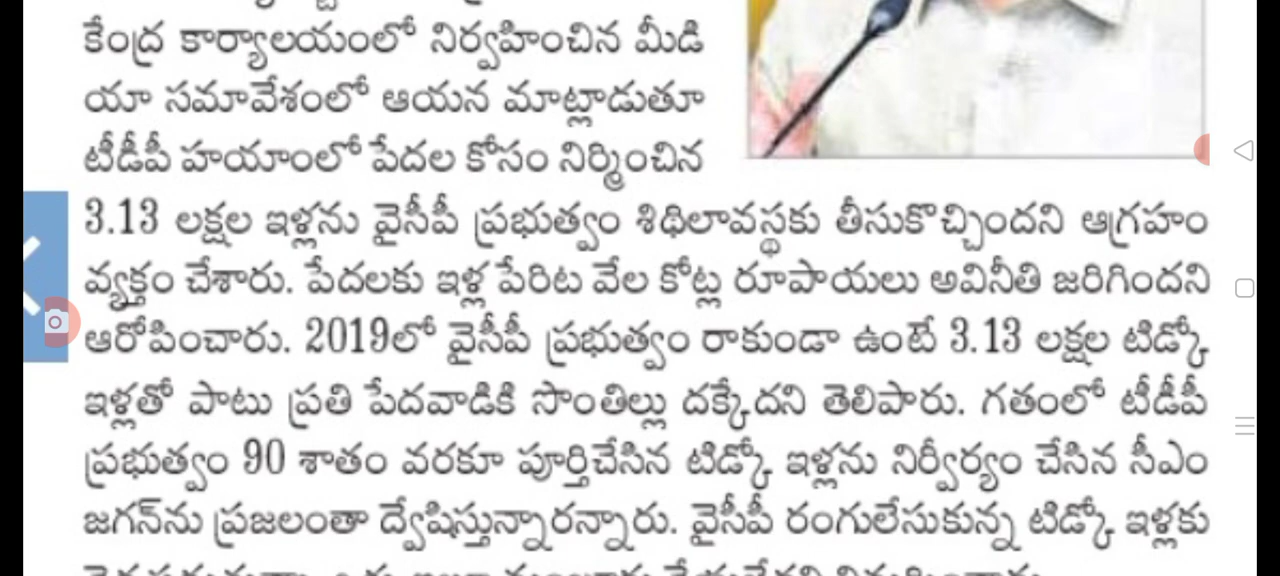 కేంద్ర కార్యాలయంలో నిర్వహించిన మీడి
యా సమావేశంలో ఆయన మాట్లాడుతూ
టీడీపీ హయాంలో పేదల కోసం నిర్మించిన
3.13 లక్షల ఇళ్లను వైసీపీ ప్రభుత్వం శిథిలావస్థకు తీసుకొచ్చిందని ఆగ్రహం
వ్యక్తం చేశారు. పేదలకు ఇళ్ల పేరిట వేల కోట్ల రూపాయలు అవినీతి జరిగిందని
ఆరోపించారు. 2019లో వైసీపీ ప్రభుత్వం రాకుండా ఉంటే 3.13 లక్షల టిడ్కో
ఇళ్లతో పాటు ప్రతి పేదవాడికి సొంతిల్లు దక్కేదని తెలిపారు. గతంలో టీడీపీ
ప్రభుత్వం 90 శాతం వరకూ పూర్తిచేసిన టిడ్కో ఇళ్లను నిర్వీర్యం చేసిన సీఎం
జగన్‌ను ప్రజలంతా ద్వేషిస్తున్నారన్నారు. వైసీపీ రంగులేసుకున్న టిడ్కో ఇళ్లకు